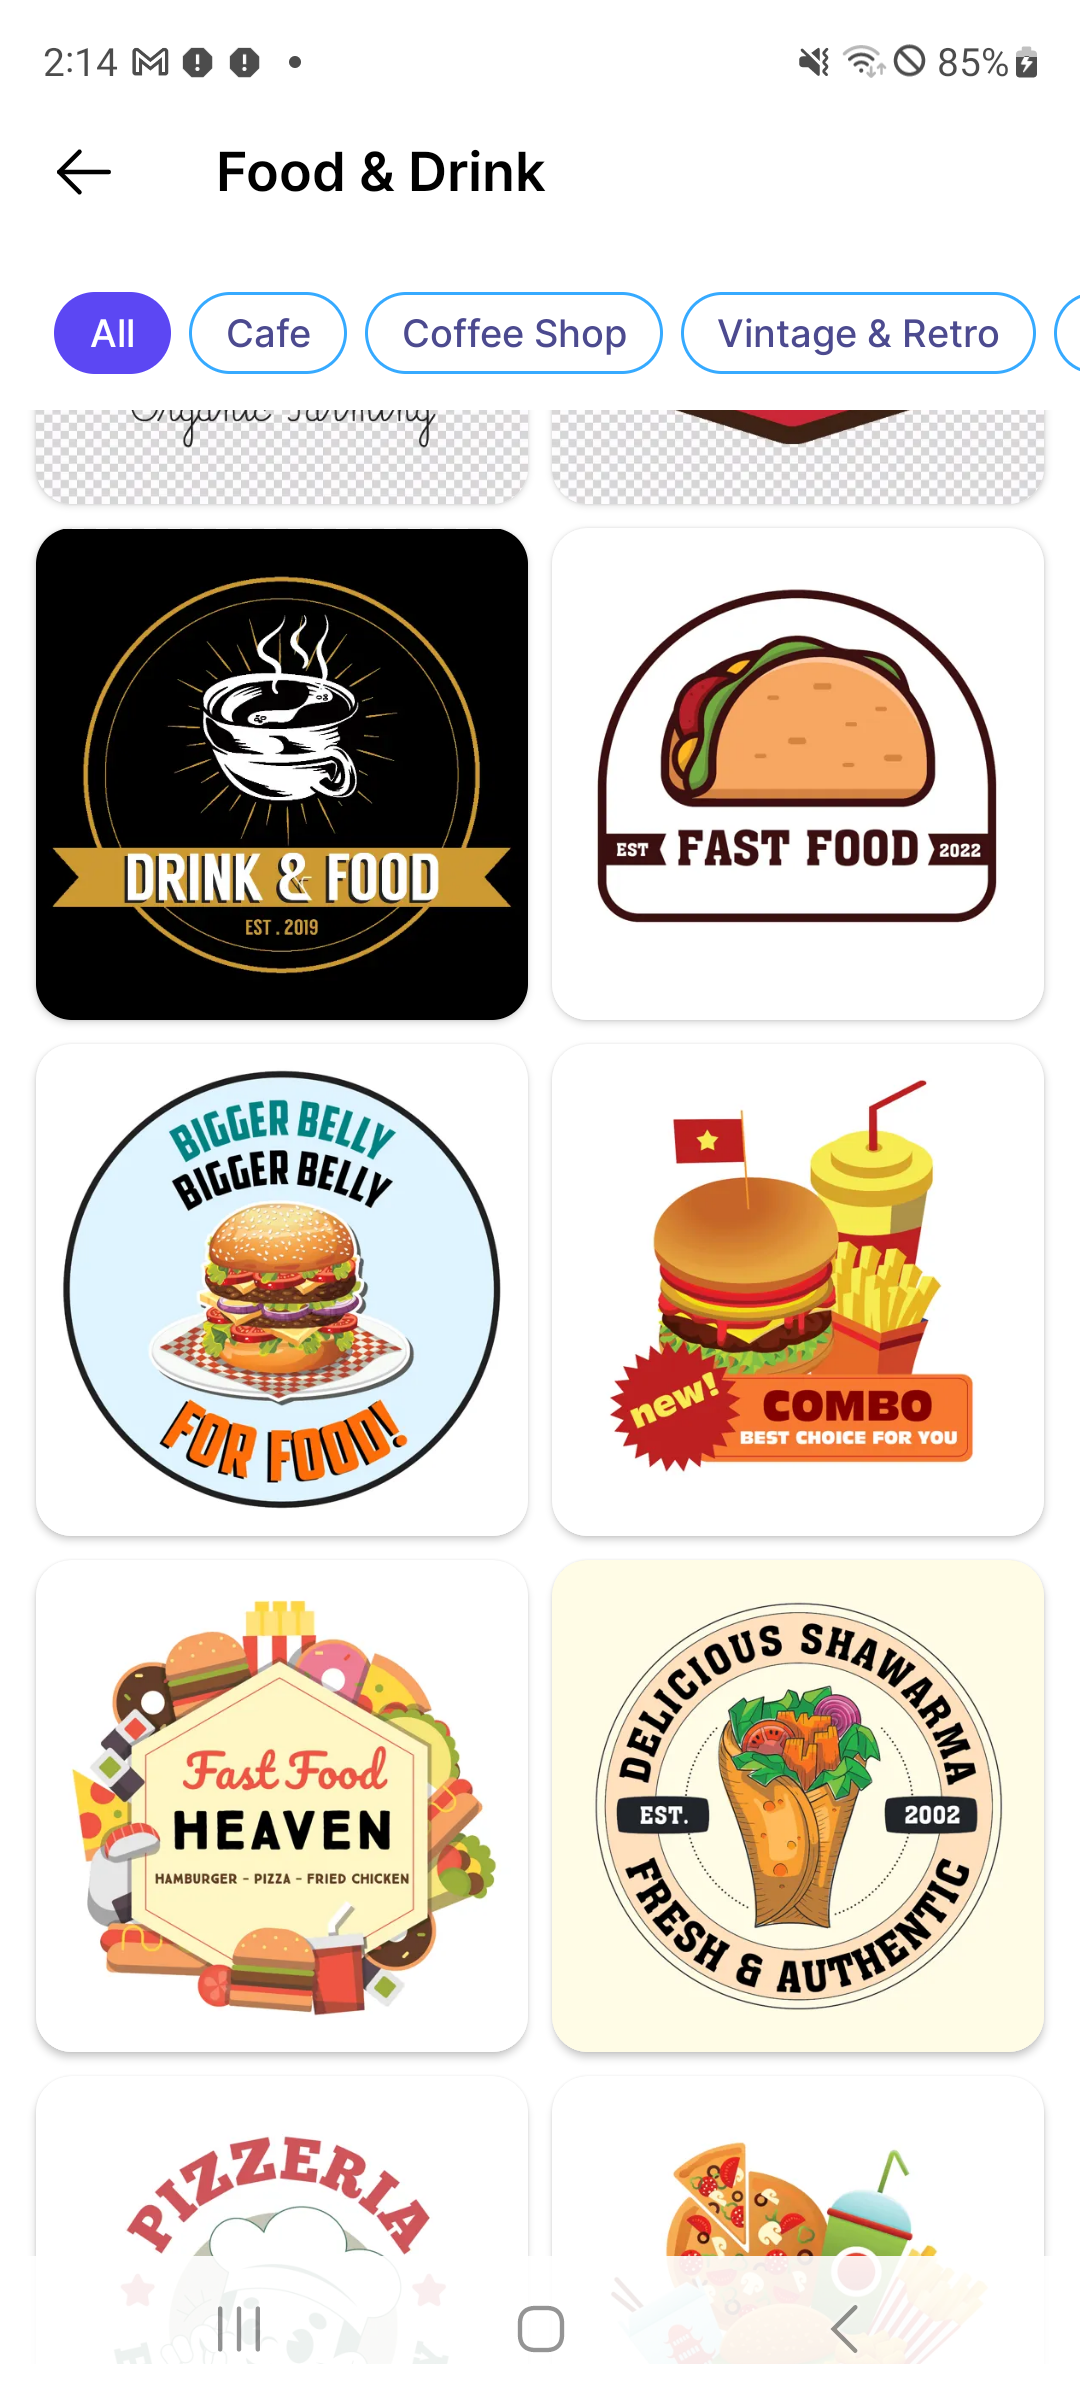 2:14
85%
Food & Drink
All
Cafe
Coffee Shop
Vintage & Retro
Organic Farming
DRINK & FOOD
EST . 2019
EST
FAST FOOD
2022
BIGGER BELLY
BIGGER BELLY
FOR FOOD!
new!
COMBO
BEST CHOICE FOR YOU
Fast Food
HEAVEN
HAMBURGER - PIZZA - FRIED CHICKEN
DELICIOUS SHAWARMA
EST.
2002
FRESH & AUTHENTIC
PIZZERIA